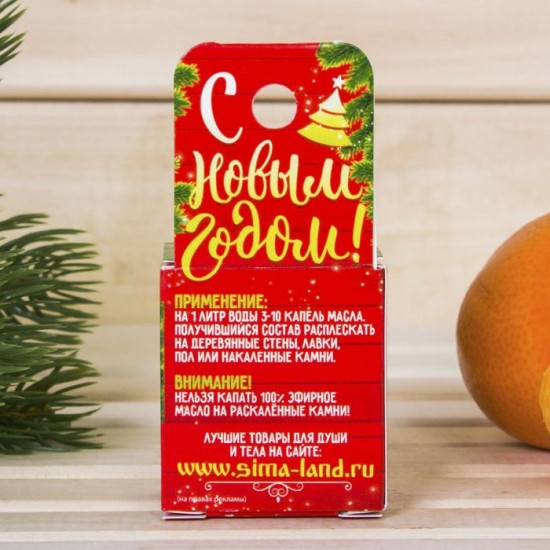 С
Новым
годом!
ПРИМЕНЕНИЕ:
НА 1 ЛИТР ВОДЫ 3-10 КАПЕЛЬ МАСЛА.
ПОЛУЧИВШИЙСЯ СОСТАВ РАСПЛЕСКАТЬ
НА ДЕРЕВЯННЫЕ СТЕНЫ, ЛАВКИ,
ПОЛ ИЛИ НАКАЛЕННЫЕ КАМНИ.
ВНИМАНИЕ!
НЕЛЬЗЯ КАПАТЬ 100% ЭФИРНОЕ
МАСЛО НА РАСКАЛЁННЫЕ КАМНИ!
ЛУЧШИЕ ТОВАРЫ ДЛЯ ДУШИ
И ТЕЛА НА САЙТЕ:
www.sima-land.ru
(на правах рекламы)